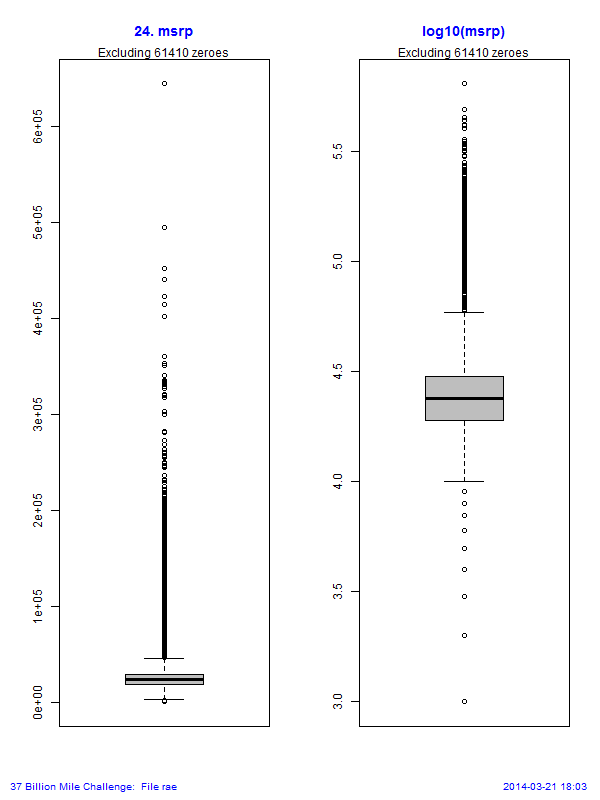 24. msrp
Excluding 61410 zeroes
6e+05
5e+05
4e+05
3e+05
2e+05
1e+05
0e+00
log10(msrp)
Excluding 61410 zeroes
5.5
5.0
4.5
4.0
3.5
3.0
37 Billion Mile Challenge: File rae
2014-03-21 18:03